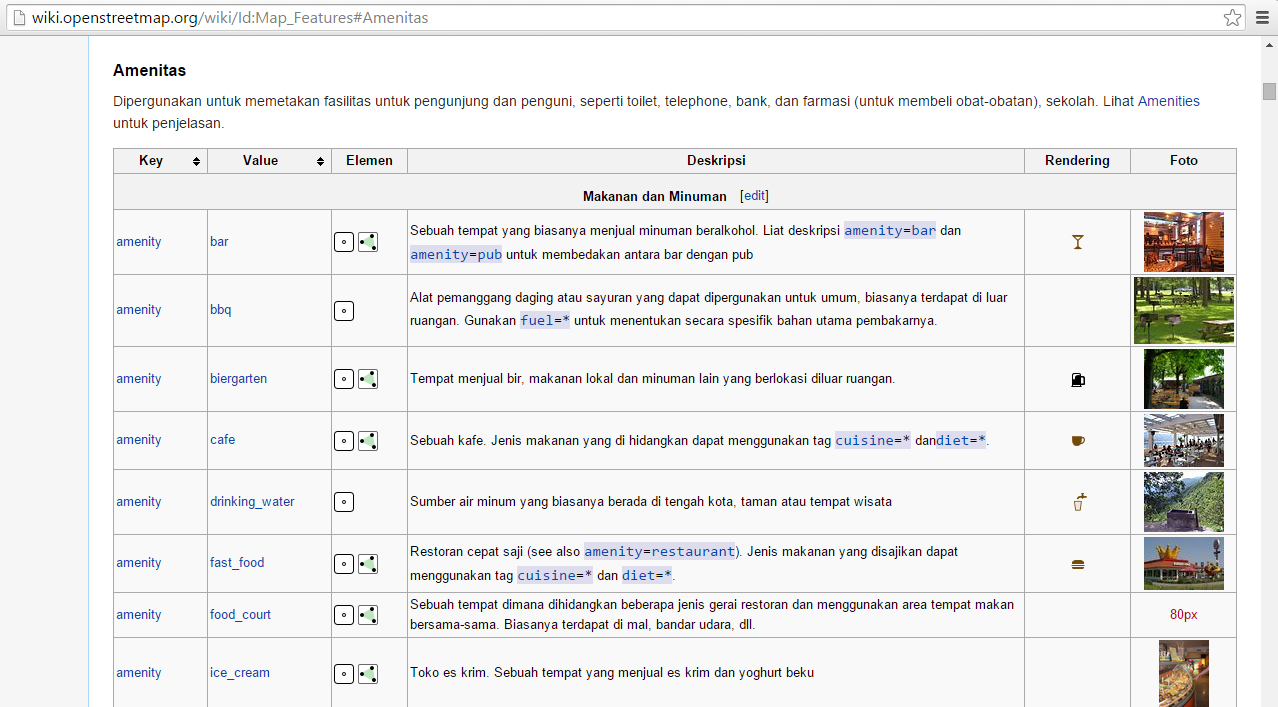 wiki.openstreetmap.org/wiki/Id:Map_Features#Amenitas
Amenitas
Dipergunakan untuk memetakan fasilitas untuk pengunjung dan penguni, seperti toilet, telephone, bank, dan farmasi (untuk membeli obat-obatan), sekolah. Lihat Amenities
untuk penjelasan.
Key Value Elemen Deskripsi Rendering Foto
Makanan dan Minuman [edit]
amenity bar Sebuah tempat yang biasanya menjual minuman beralkohol. Liat deskripsi amenity=bar dan
amenity=pub untuk membedakan antara bar dengan pub
amenity bbq Alat pemanggang daging atau sayuran yang dapat dipergunakan untuk umum, biasanya terdapat di luar
ruangan. Gunakan fuel=* untuk menentukan secara spesifik bahan utama pembakarnya.
amenity biergarten Tempat menjual bir, makanan lokal dan minuman lain yang berlokasi diluar ruangan.
amenity cafe Sebuah kafe. Jenis makanan yang di hidangkan dapat menggunakan tag cuisine=* dandiet=*.
amenity drinking_water Sumber air minum yang biasanya berada di tengah kota, taman atau tempat wisata
amenity fast_food Restoran cepat saji (see also amenity=restaurant). Jenis makanan yang disajikan dapat
menggunakan tag cuisine=* dan diet=*.
amenity food_court Sebuah tempat dimana dihidangkan beberapa jenis gerai restoran dan menggunakan area tempat makan
bersama-sama. Biasanya terdapat di mal, bandar udara, dll. 80px
amenity ice_cream Toko es krim. Sebuah tempat yang menjual es krim dan yoghurt beku